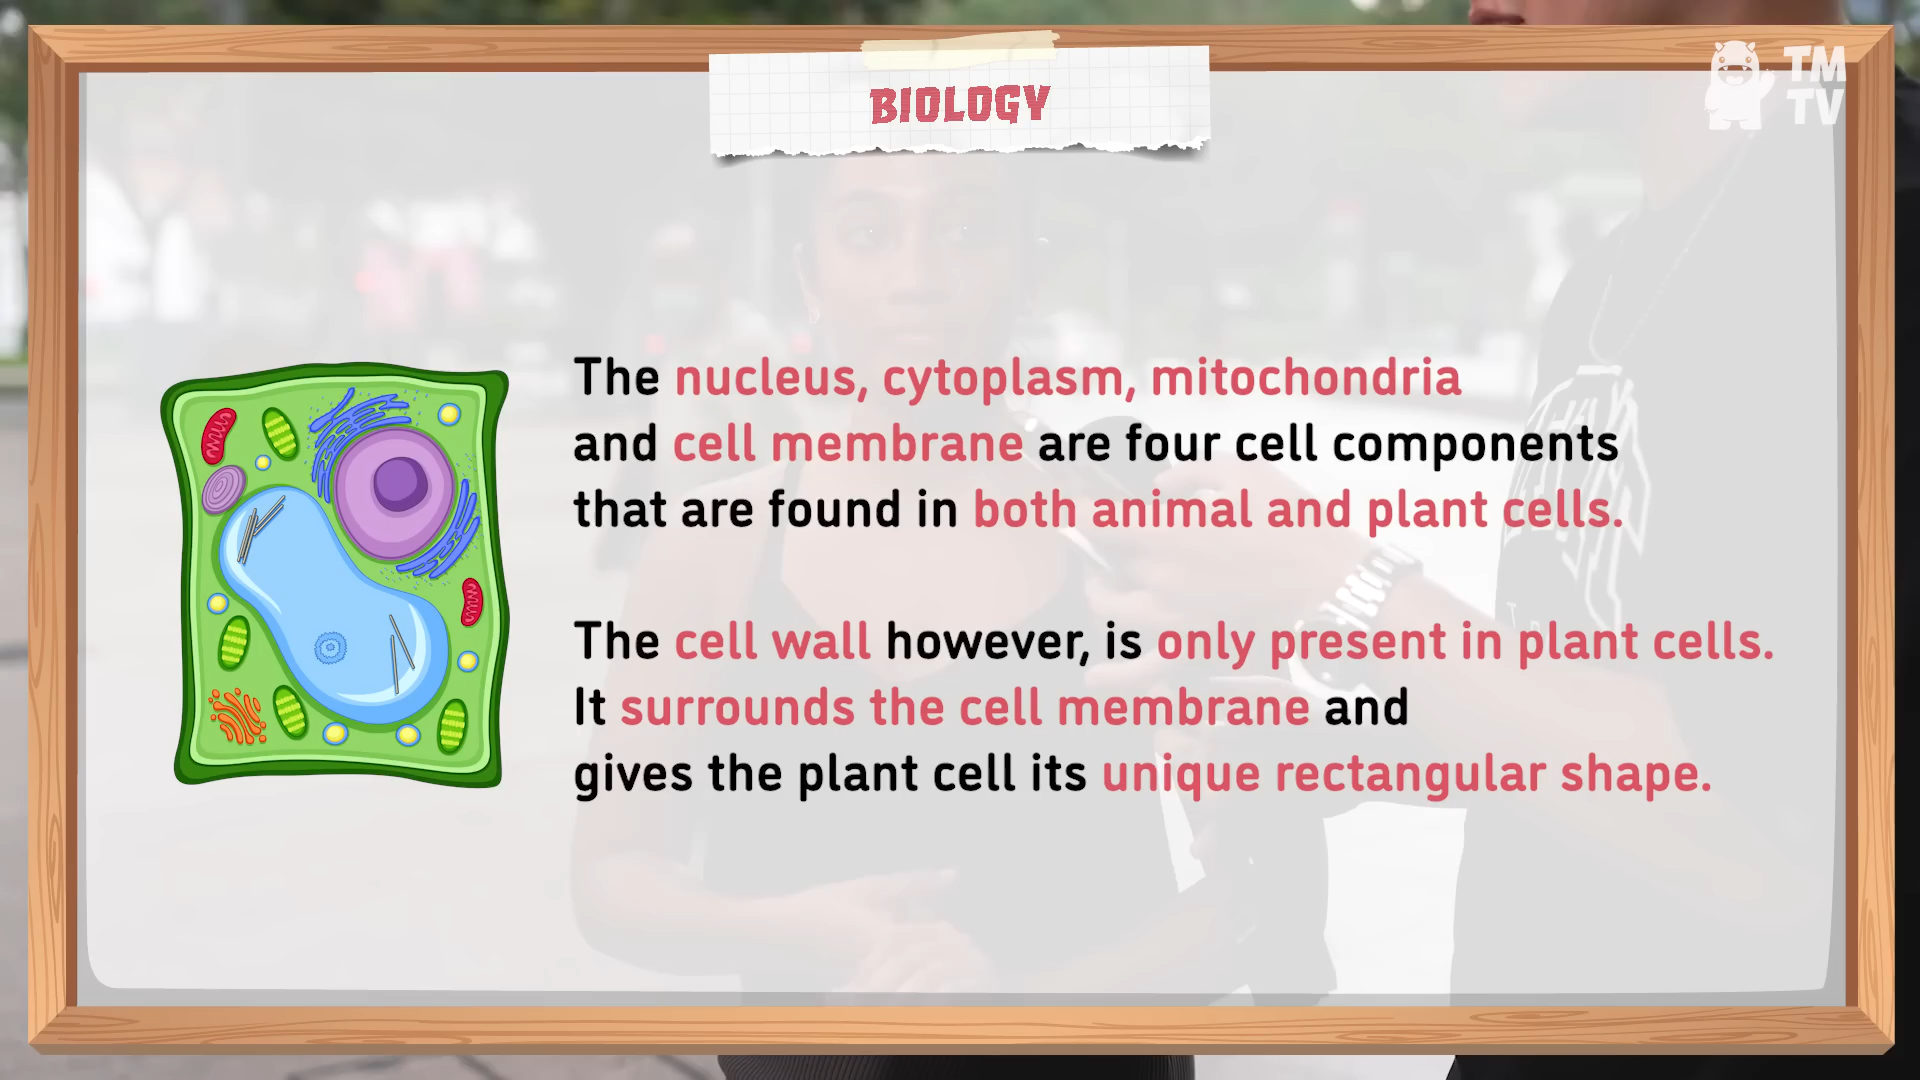 BIOLOGY
TM
TV
The nucleus, cytoplasm, mitochondria
and cell membrane are four cell components
that are found in both animal and plant cells.
The cell wall however, is only present in plant cells.
It surrounds the cell membrane and
gives the plant cell its unique rectangular shape.